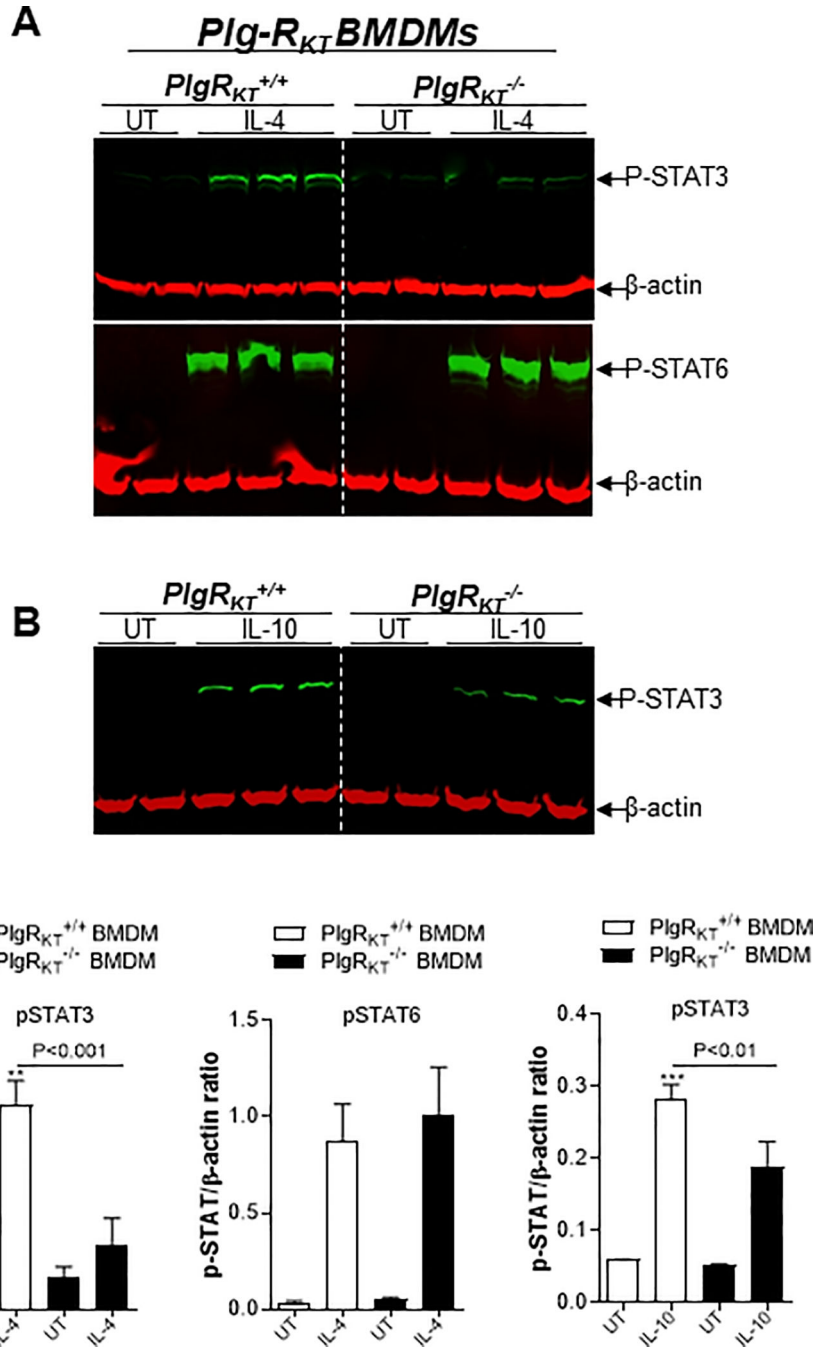 A
Plg-RKT BMDMs
PlgRKT+/+ PlgRKT-/-
UT IL-4 UT IL-4
P-STAT3
β-actin
P-STAT6
β-actin
B
PlgRKT+/+ PlgRKT-/-
UT IL-10 UT IL-10
P-STAT3
β-actin
PlgRKT+/+ BMDM
PlgRKT-/- BMDM
pSTAT3
P<0.001
**
IL-4 UT IL-4
PlgRKT+/+ BMDM
PlgRKT-/- BMDM
pSTAT6
p-STAT/β-actin ratio
1.5
1.0
0.5
0.0
UT IL-4 UT IL-4
PlgRKT+/+ BMDM
PlgRKT-/- BMDM
pSTAT3
p-STAT/β-actin ratio
0.4
P<0.01
***
0.3
0.2
0.1
0.0
UT IL-10 UT IL-10